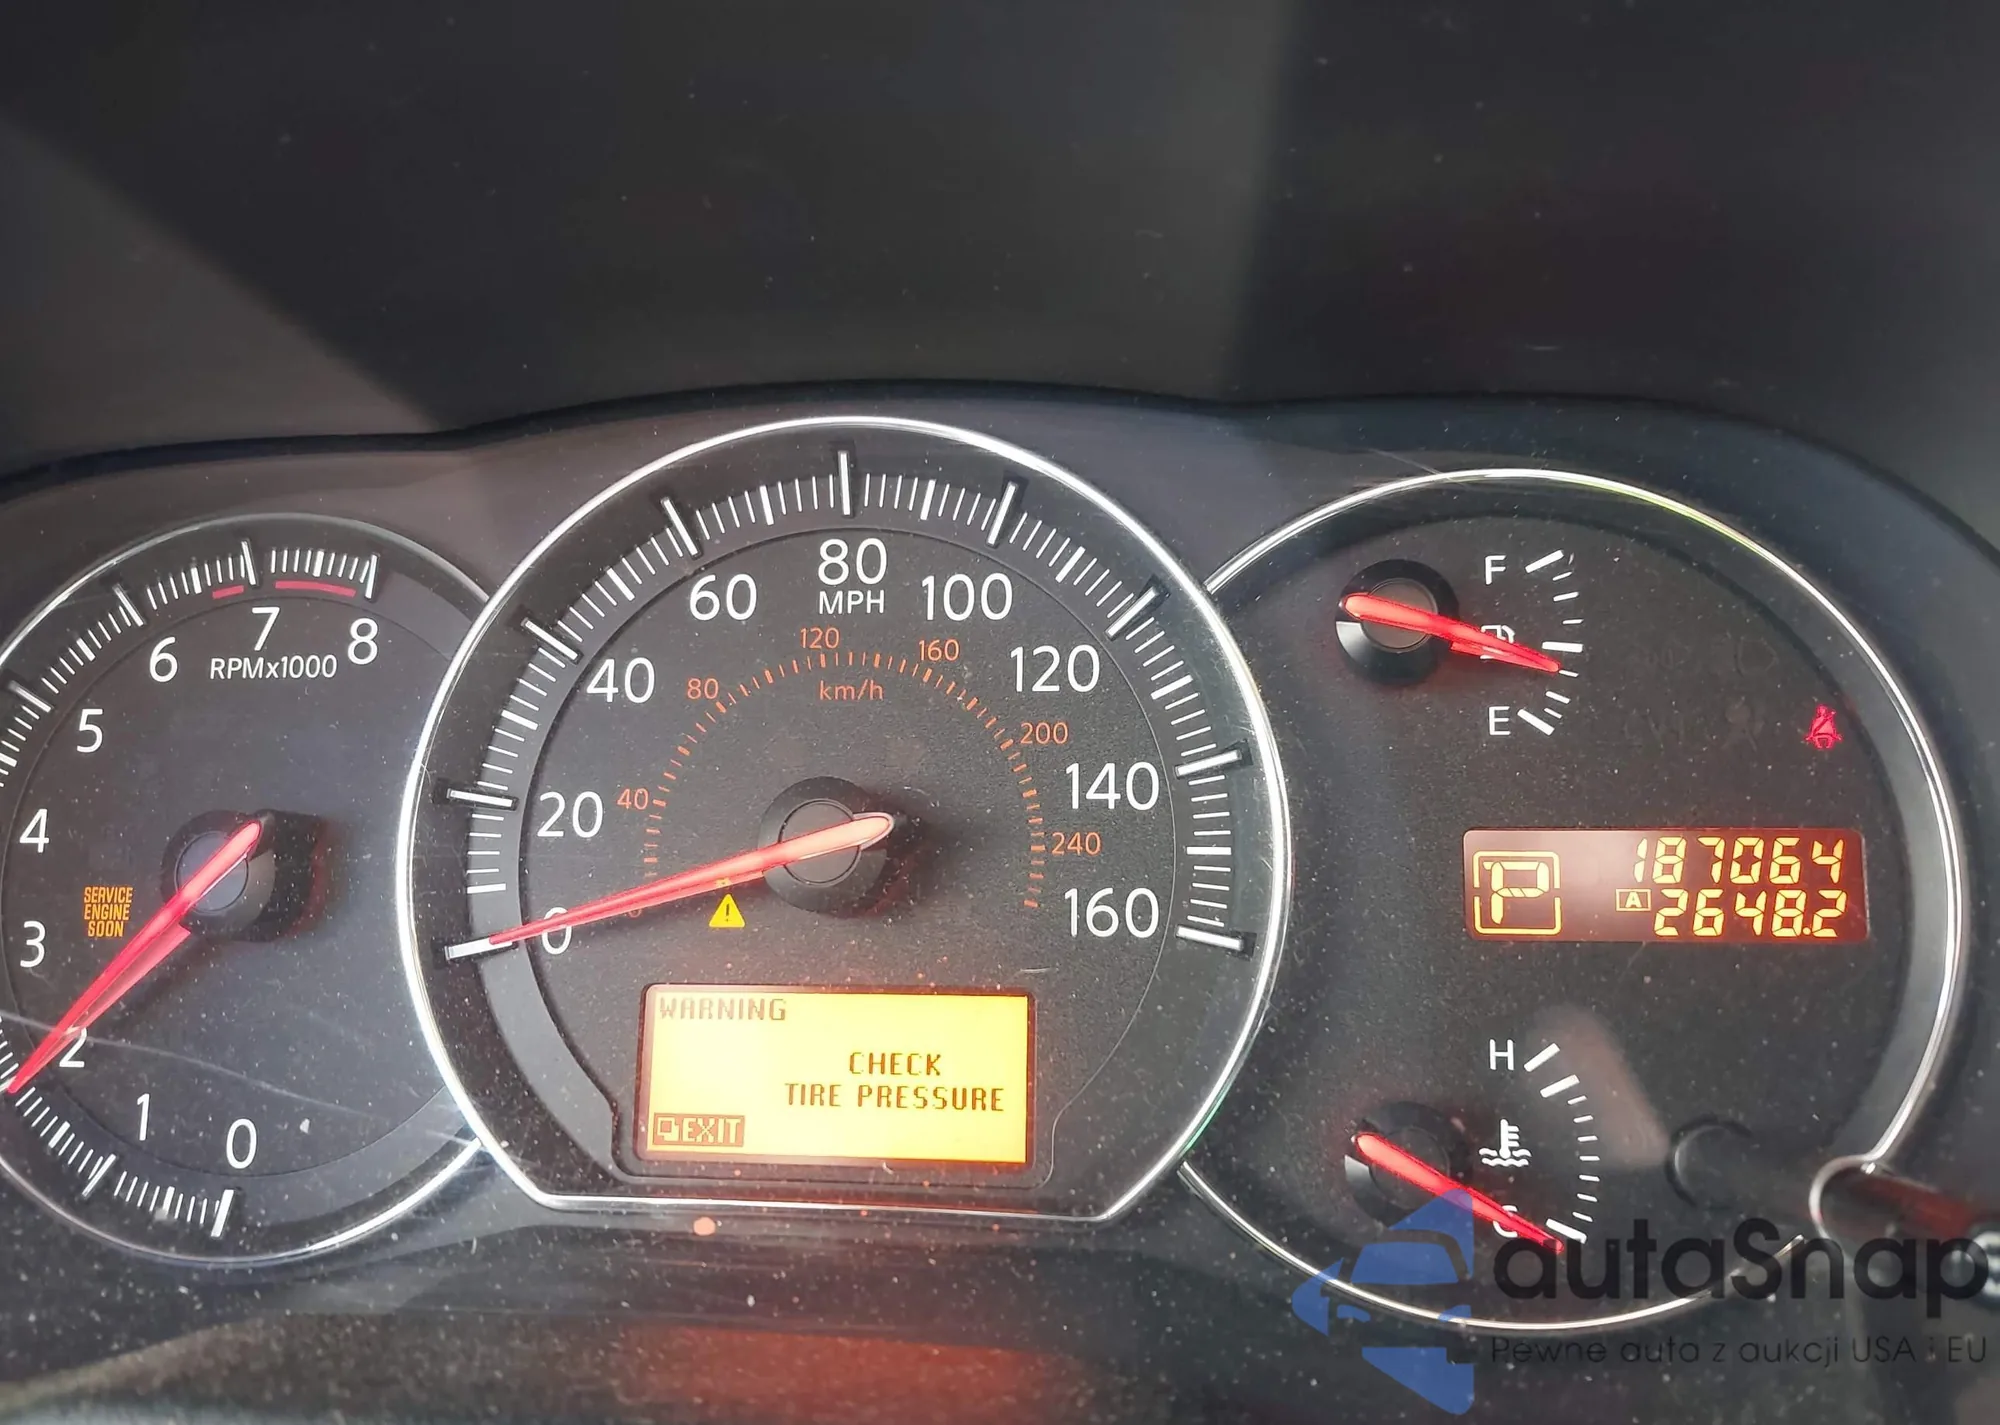 8
7
6
RPMx1000
5
4
3
2
1
0
SERVICE
ENGINE
SOON
80
MPH
60
100
40
120
20
140
0
160
120
160
80
km/h
200
40
240
0
WARNING
CHECK
TIRE PRESSURE
EXIT
F
E
P
187064
A
2648.2
H
C
autaSnap
Pewne auta z aukcji USA i EU